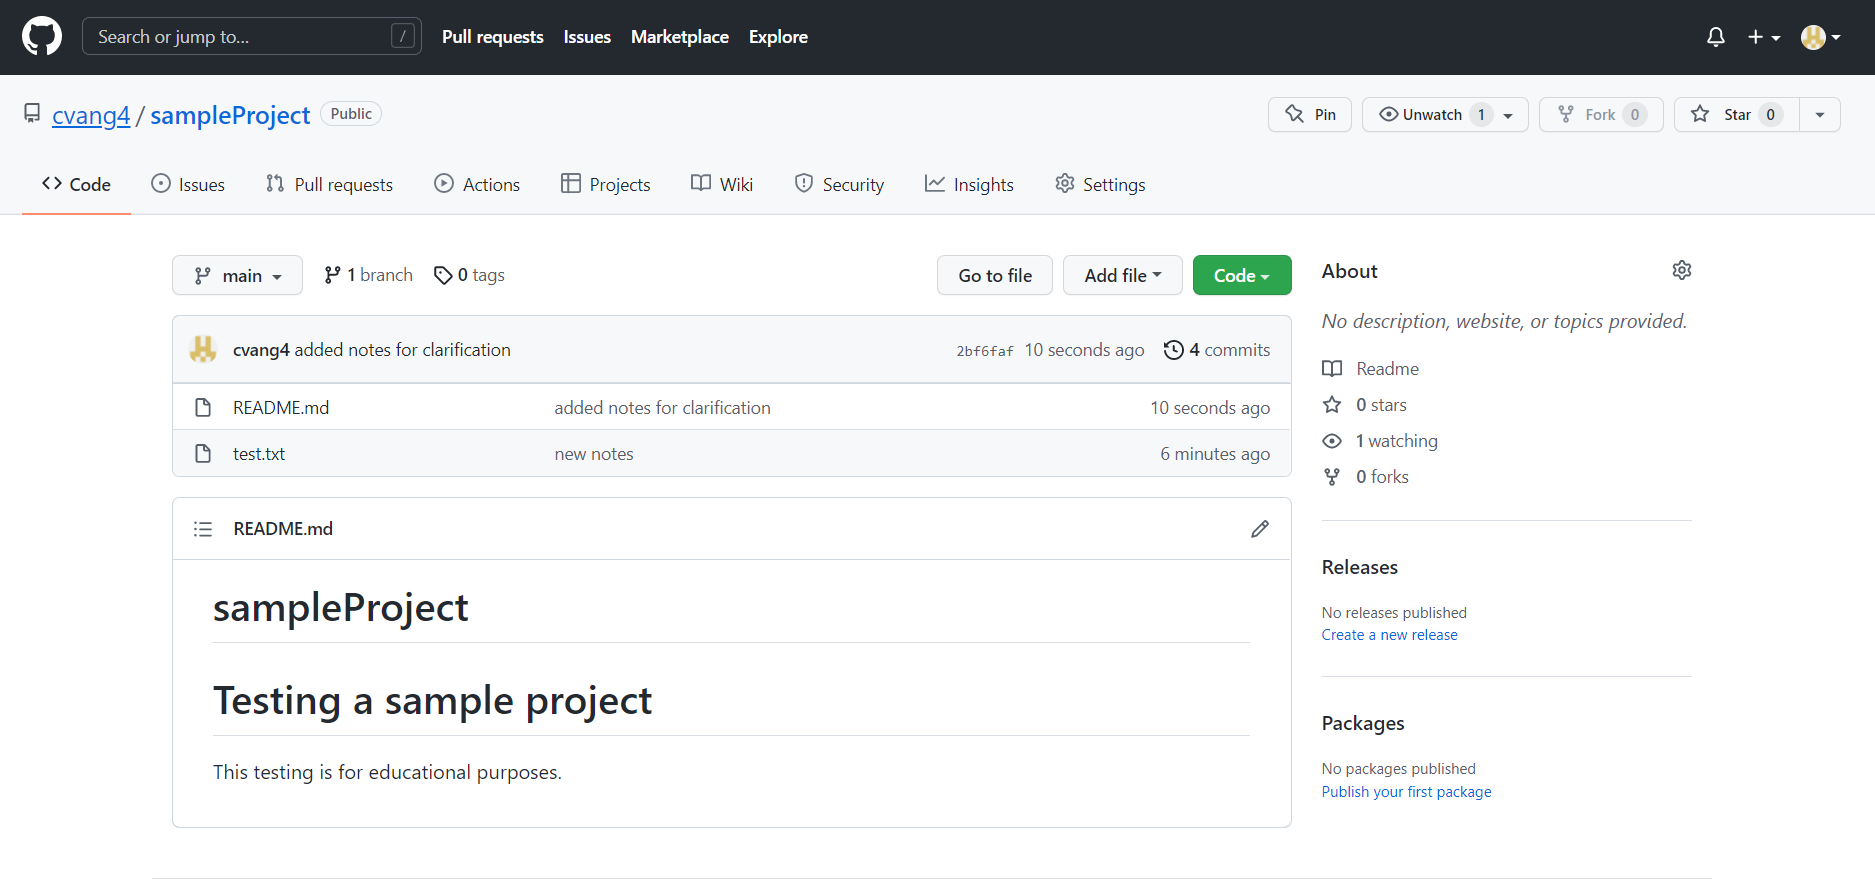 Search or jump to... / Pull requests Issues Marketplace Explore
cvang4 / sampleProject Public Pin Unwatch 1 Fork 0 Star 0
Code Issues Pull requests Actions Projects Wiki Security Insights Settings
main 1 branch 0 tags Go to file Add file Code
cvang4 added notes for clarification 2bf6faf 10 seconds ago 4 commits
README.md added notes for clarification 10 seconds ago
test.txt new notes 6 minutes ago
README.md
sampleProject
Testing a sample project
This testing is for educational purposes.
About
No description, website, or topics provided.
Readme
0 stars
1 watching
0 forks
Releases
No releases published
Create a new release
Packages
No packages published
Publish your first package